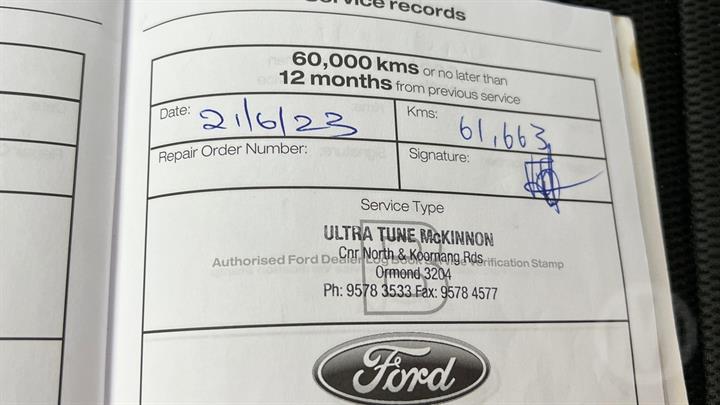 Service records
60,000 kms or no later than
12 months from previous service
Date: 21/6/23
Kms: 61,663
Repair Order Number:
Signature:
Service Type
B
ULTRA TUNE McKINNON
Cnr North & Koornang Rds
Authorised Ford Dealer Log Book Service Verification Stamp
Ormond 3204
Ph: 9578 3533 Fax: 9578 4577
Ford